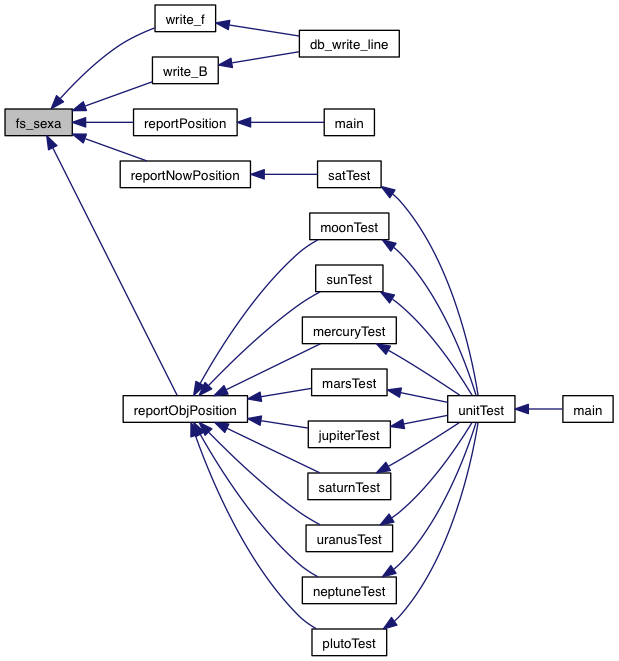 write_f
db_write_line
write_B
fs_sexa
reportPosition
main
reportNowPosition
satTest
moonTest
sunTest
mercuryTest
marsTest
reportObjPosition
unitTest
main
jupiterTest
saturnTest
uranusTest
neptuneTest
plutoTest